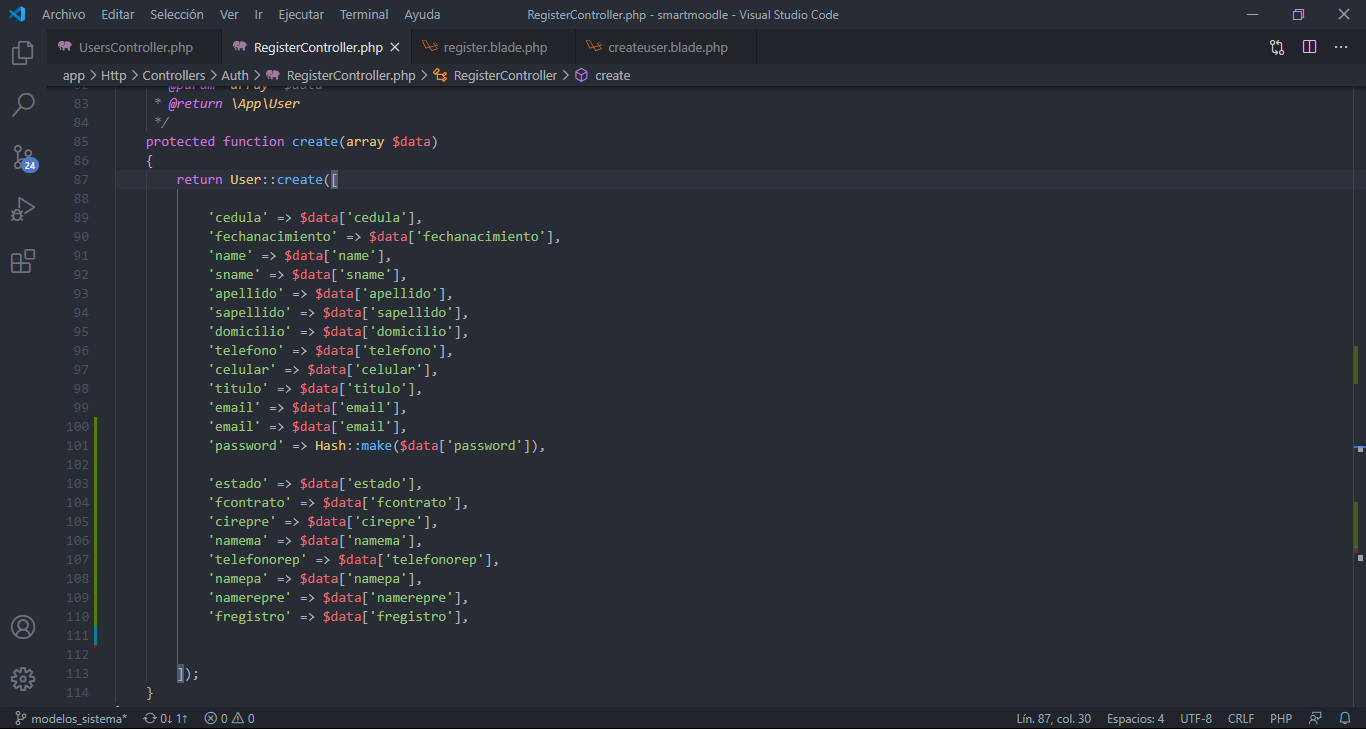 Archivo Editar Selección Ver Ir Ejecutar Terminal Ayuda RegisterController.php - smartmoodle - Visual Studio Code
UsersController.php RegisterController.php register.blade.php createuser.blade.php
app > Http > Controllers > Auth > RegisterController.php > RegisterController > create
82 * @param array $data
83 * @return \App\User
84 */
85 protected function create(array $data)
86 {
87 return User::create([
88
89 'cedula' => $data['cedula'],
90 'fechanacimiento' => $data['fechanacimiento'],
91 'name' => $data['name'],
92 'sname' => $data['sname'],
93 'apellido' => $data['apellido'],
94 'sapellido' => $data['sapellido'],
95 'domicilio' => $data['domicilio'],
96 'telefono' => $data['telefono'],
97 'celular' => $data['celular'],
98 'titulo' => $data['titulo'],
99 'email' => $data['email'],
100 'email' => $data['email'],
101 'password' => Hash::make($data['password']),
102
103 'estado' => $data['estado'],
104 'fcontrato' => $data['fcontrato'],
105 'cirepre' => $data['cirepre'],
106 'namema' => $data['namema'],
107 'telefonorep' => $data['telefonorep'],
108 'namepa' => $data['namepa'],
109 'namerepre' => $data['namerepre'],
110 'fregistro' => $data['fregistro'],
111
112
113 ]);
114 }
24
modelos_sistema* 0↓ 1↑ 0 0 Lín. 87, col. 30 Espacios: 4 UTF-8 CRLF PHP